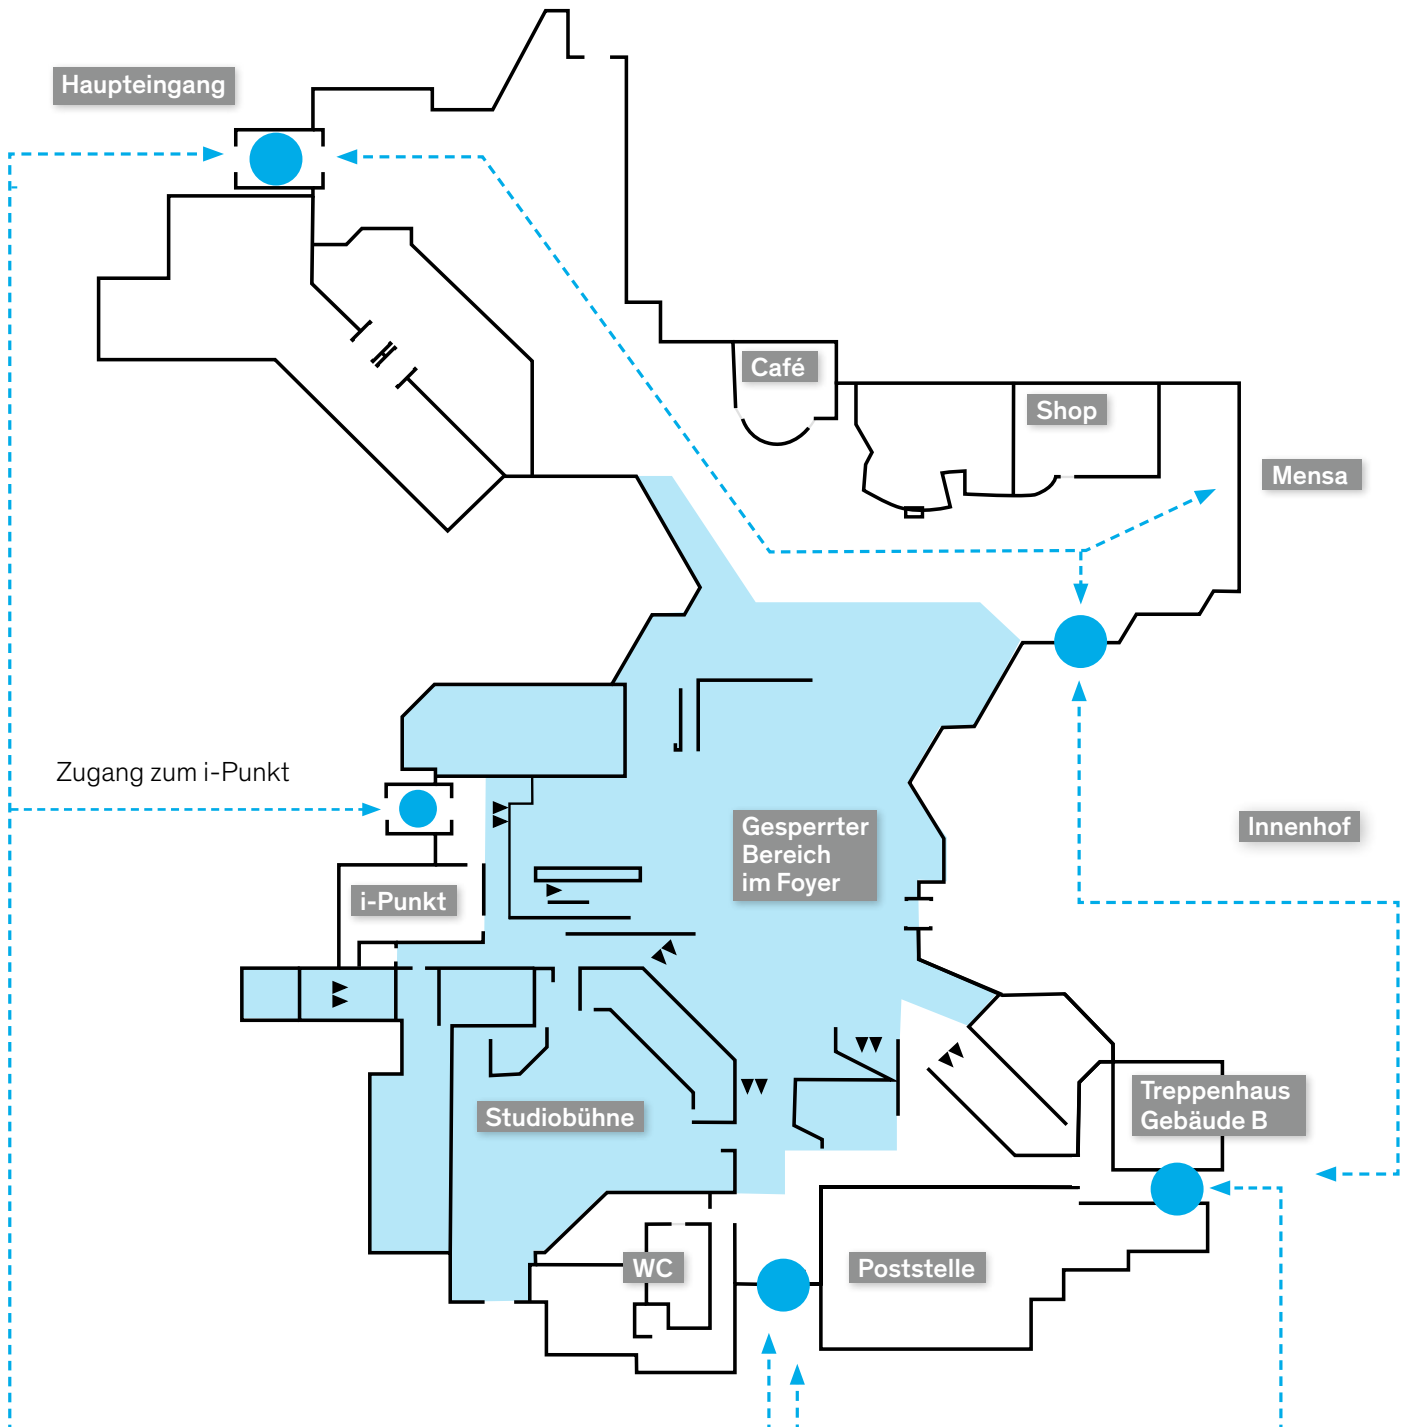 Haupteingang
Café
Shop
Mensa
Zugang zum i-Punkt
Gesperrter
Bereich
im Foyer
Innenhof
i-Punkt
Treppenhaus
Gebäude B
Studiobühne
WC
Poststelle